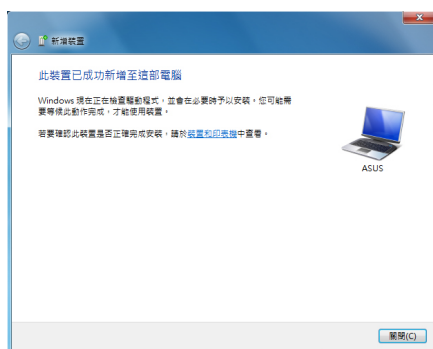 新增裝置
此裝置已成功新增至這部電腦
Windows 現在正在檢查驅動程式，並會在必要時予以安裝。您可能需
要等候此動作完成，才能使用裝置。
若要確認此裝置是否正確完成安裝，請於裝置和印表機中查看。
ASUS
關閉(C)